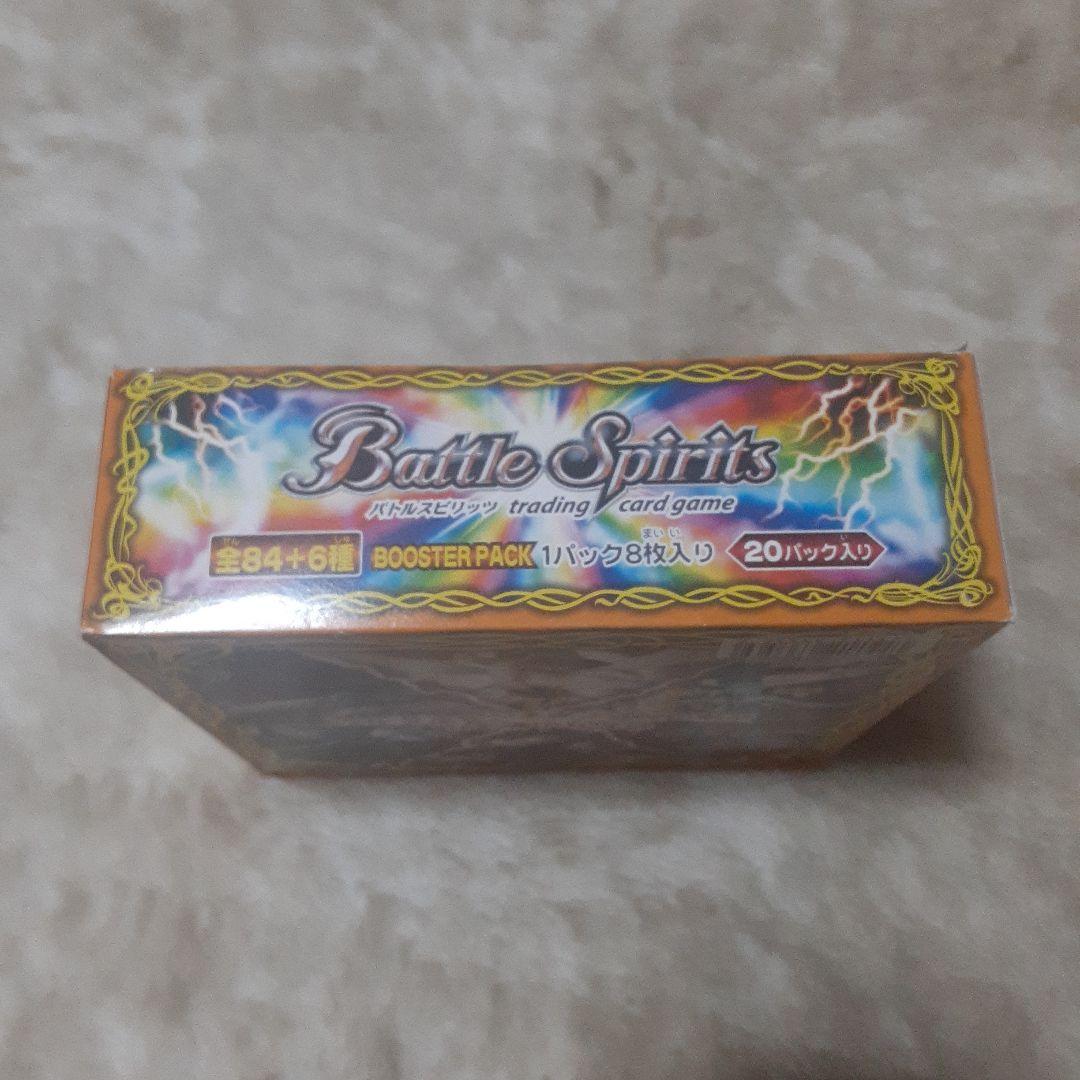 Battle Spirits
バトルスピリッツ trading card game
全84+6種 BOOSTER PACK 1パック8枚入り 20パック入り